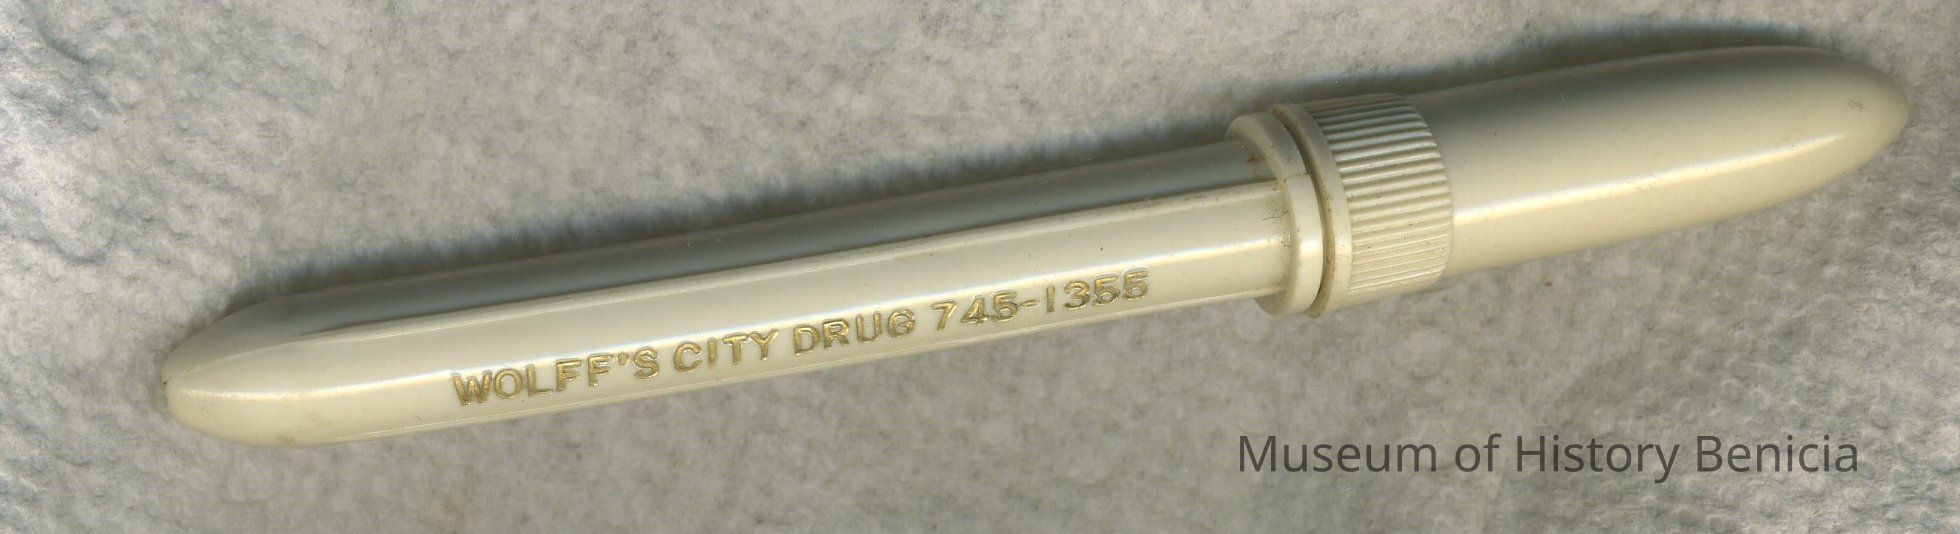 WOLFF'S CITY DRUG 745-1355
Museum of History Benicia